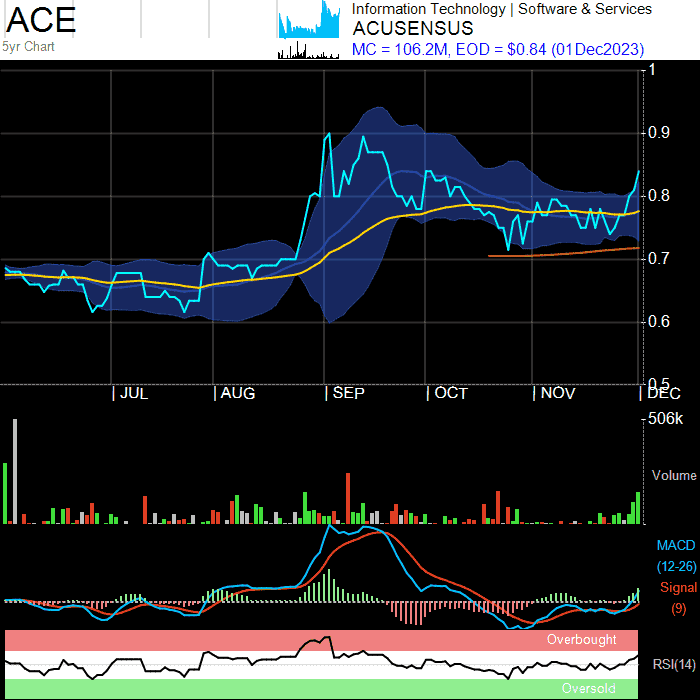 ACE
5yr Chart
Information Technology | Software & Services
ACUSENSUS
MC = 106.2M, EOD = $0.84 (01Dec2023)
1
0.9
0.8
0.7
0.6
0.5
JUL
AUG
SEP
OCT
NOV
DEC
506k
Volume
MACD
(12-26)
Signal
(9)
Overbought
RSI(14)
Oversold